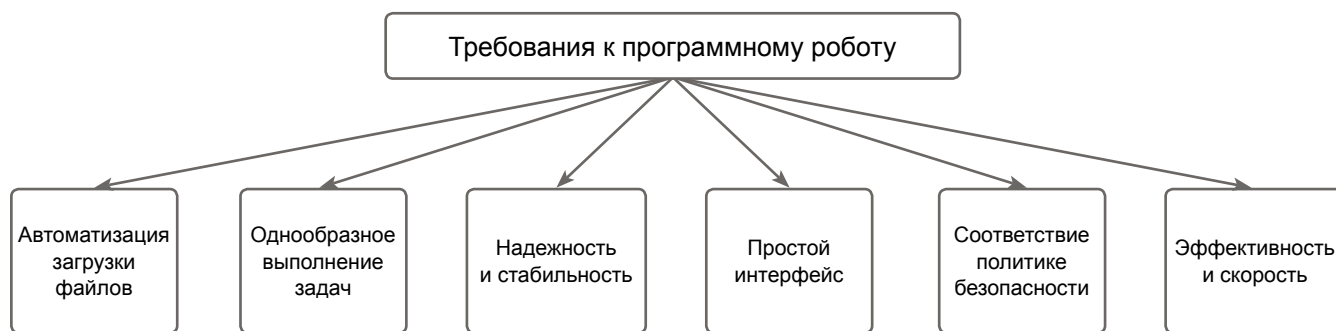 Требования к программному роботу
Автоматизация
загрузки
файлов
Однообразное
выполнение
задач
Надежность
и стабильность
Простой
интерфейс
Соответствие
политике
безопасности
Эффективность
и скорость